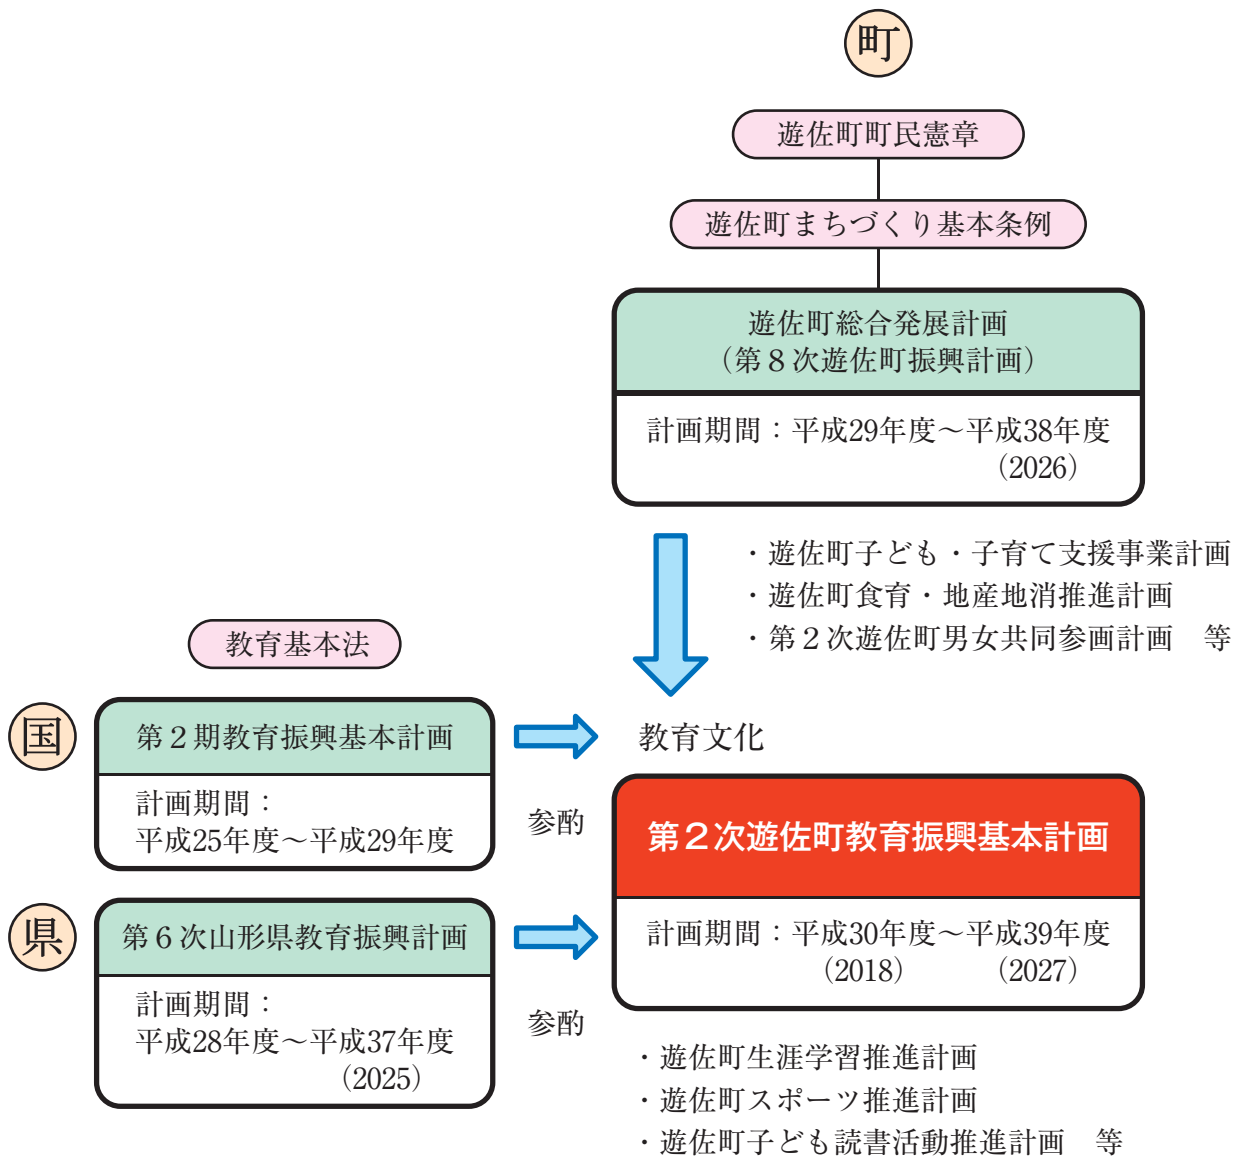 町
遊佐町町民憲章
遊佐町まちづくり基本条例
遊佐町総合発展計画
（第８次遊佐町振興計画）
計画期間：平成29年度～平成38年度
（2026）
・遊佐町子ども・子育て支援事業計画
・遊佐町食育・地産地消推進計画
・第２次遊佐町男女共同参画計画　等
教育基本法
国
第２期教育振興基本計画
計画期間：
平成25年度～平成29年度
参酌
県
第６次山形県教育振興計画
計画期間：
平成28年度～平成37年度
（2025）
参酌
教育文化
第２次遊佐町教育振興基本計画
計画期間：平成30年度～平成39年度
（2018）　（2027）
・遊佐町生涯学習推進計画
・遊佐町スポーツ推進計画
・遊佐町子ども読書活動推進計画　等